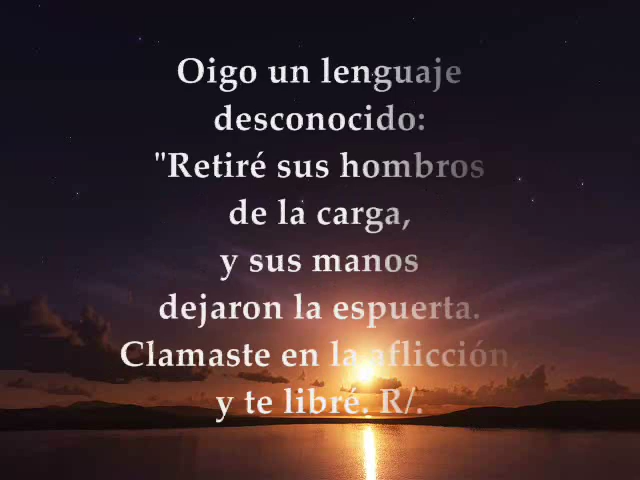 Oigo un lenguaje
desconocido:
"Retiré sus hombros
de la carga,
y sus manos
dejaron la espuerta.
Clamaste en la aflicción,
y te libré. R/.